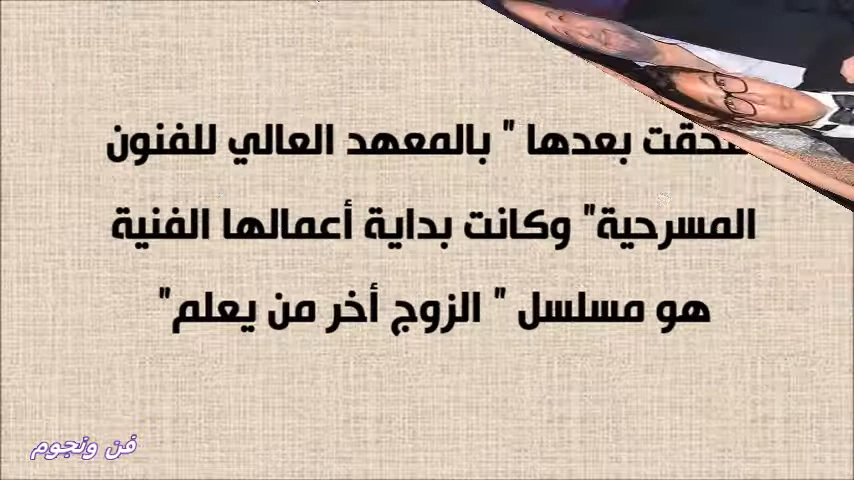 بعدها " بالمعهد العالي للفنون
المسرحية" وكانت بداية أعمالها الفنية
هو مسلسل " الزوج أخر من يعلم"
فن ونجوم